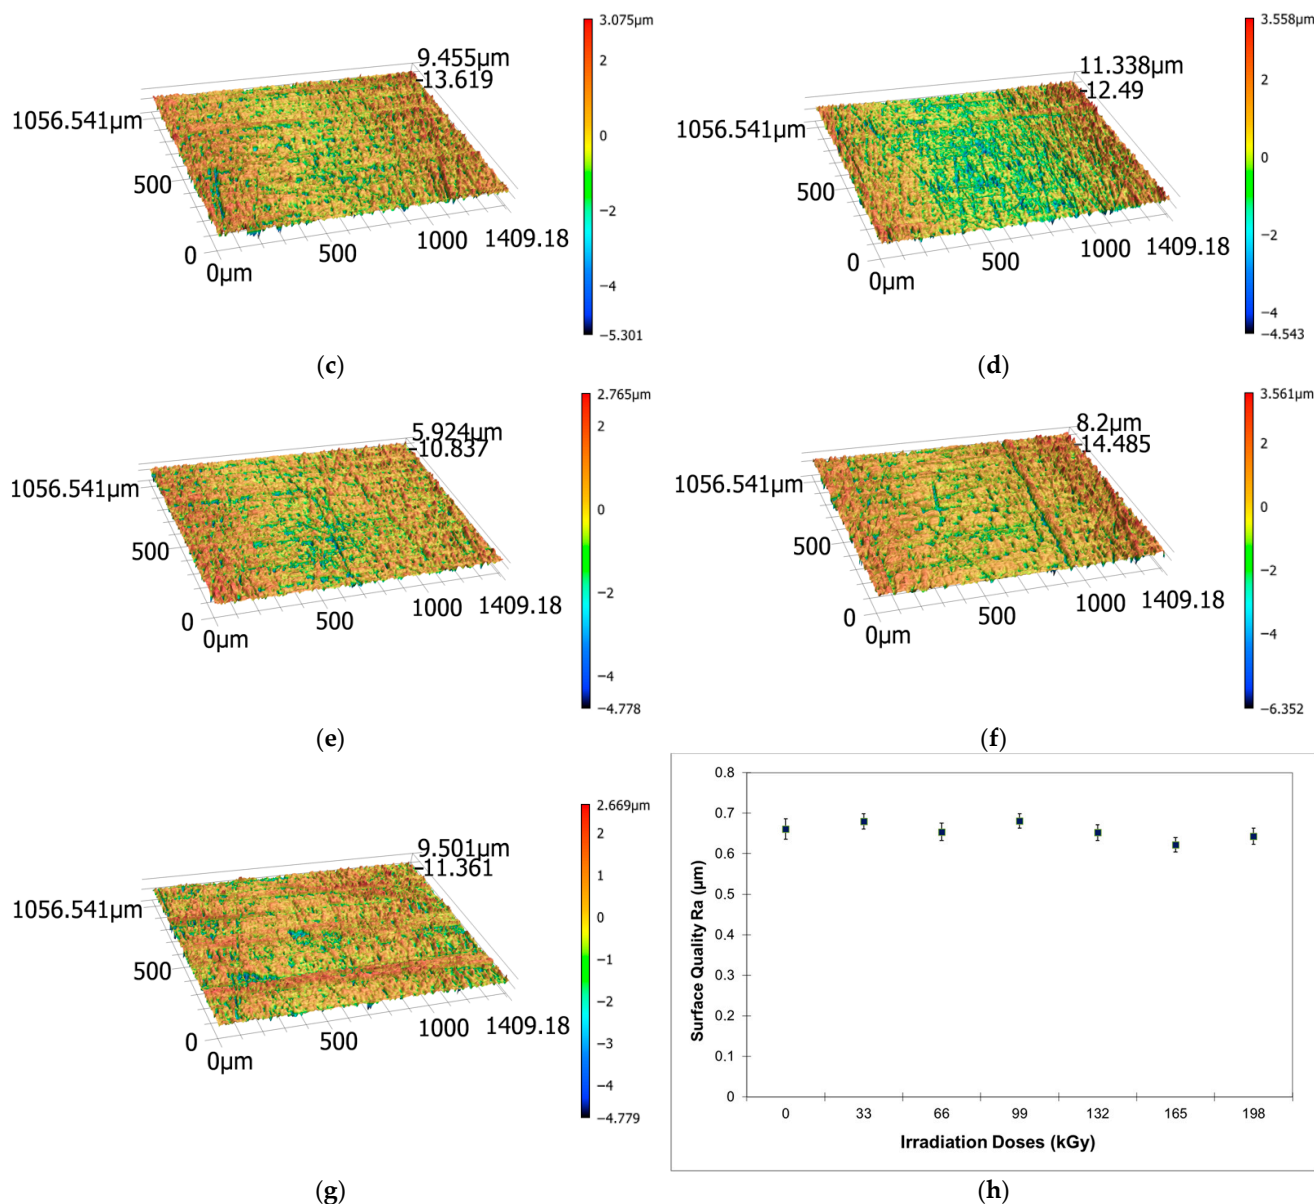 3.075µm
2
0
−2
−4
−5.301
9.455µm
-13.619
1056.541µm
500
0
0µm
500
1000
1409.18
(c)
3.558µm
2
0
−2
−4
−4.543
11.338µm
-12.49
1056.541µm
500
0
0µm
500
1000
1409.18
(d)
2.765µm
2
0
−2
−4
−4.778
5.924µm
-10.837
1056.541µm
500
0
0µm
500
1000
1409.18
(e)
3.561µm
2
0
−2
−4
−6.352
8.2µm
-14.485
1056.541µm
500
0
0µm
500
1000
1409.18
(f)
2.669µm
2
1
0
−1
−2
−3
−4
−4.779
9.501µm
-11.361
1056.541µm
500
0
0µm
500
1000
1409.18
(g)
Surface Quality Ra (µm)
0.8
0.7
0.6
0.5
0.4
0.3
0.2
0.1
0
0 33 66 99 132 165 198
Irradiation Doses (kGy)
(h)